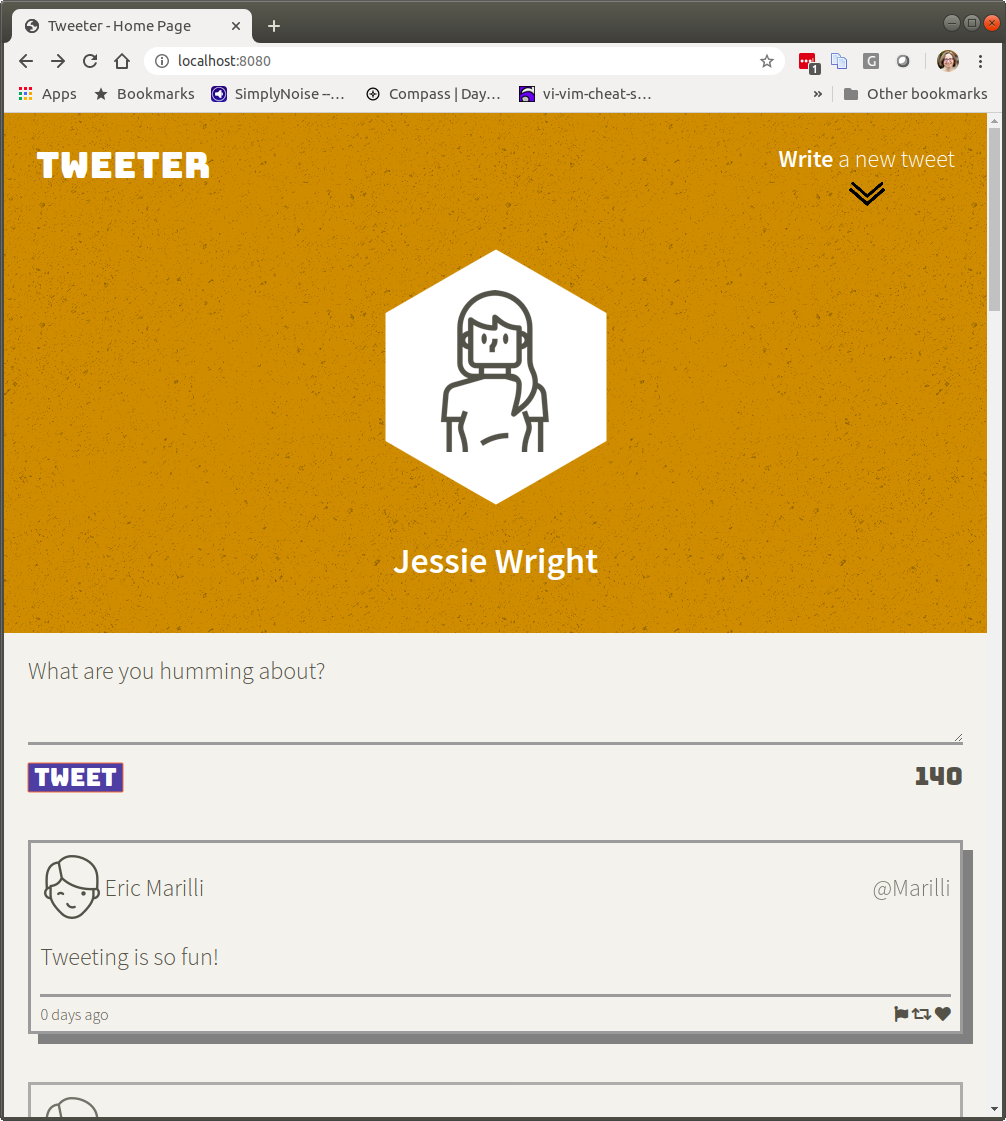 Tweeter - Home Page
localhost:8080
1
G
Apps
Bookmarks
SimplyNoise –...
Compass | Day...
vi-vim-cheat-s...
»
Other bookmarks
TWEETER
Write a new tweet
Jessie Wright
What are you humming about?
TWEET
140
Eric Marilli
@Marilli
Tweeting is so fun!
0 days ago